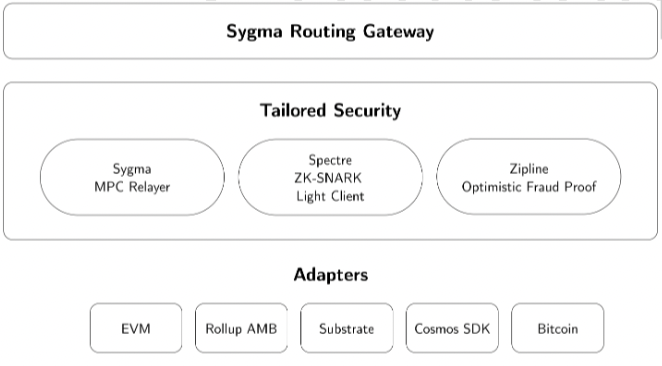 Sygma Routing Gateway
Tailored Security
Sygma
MPC Relayer
Spectre
ZK-SNARK
Light Client
Zipline
Optimistic Fraud Proof
Adapters
EVM
Rollup AMB
Substrate
Cosmos SDK
Bitcoin